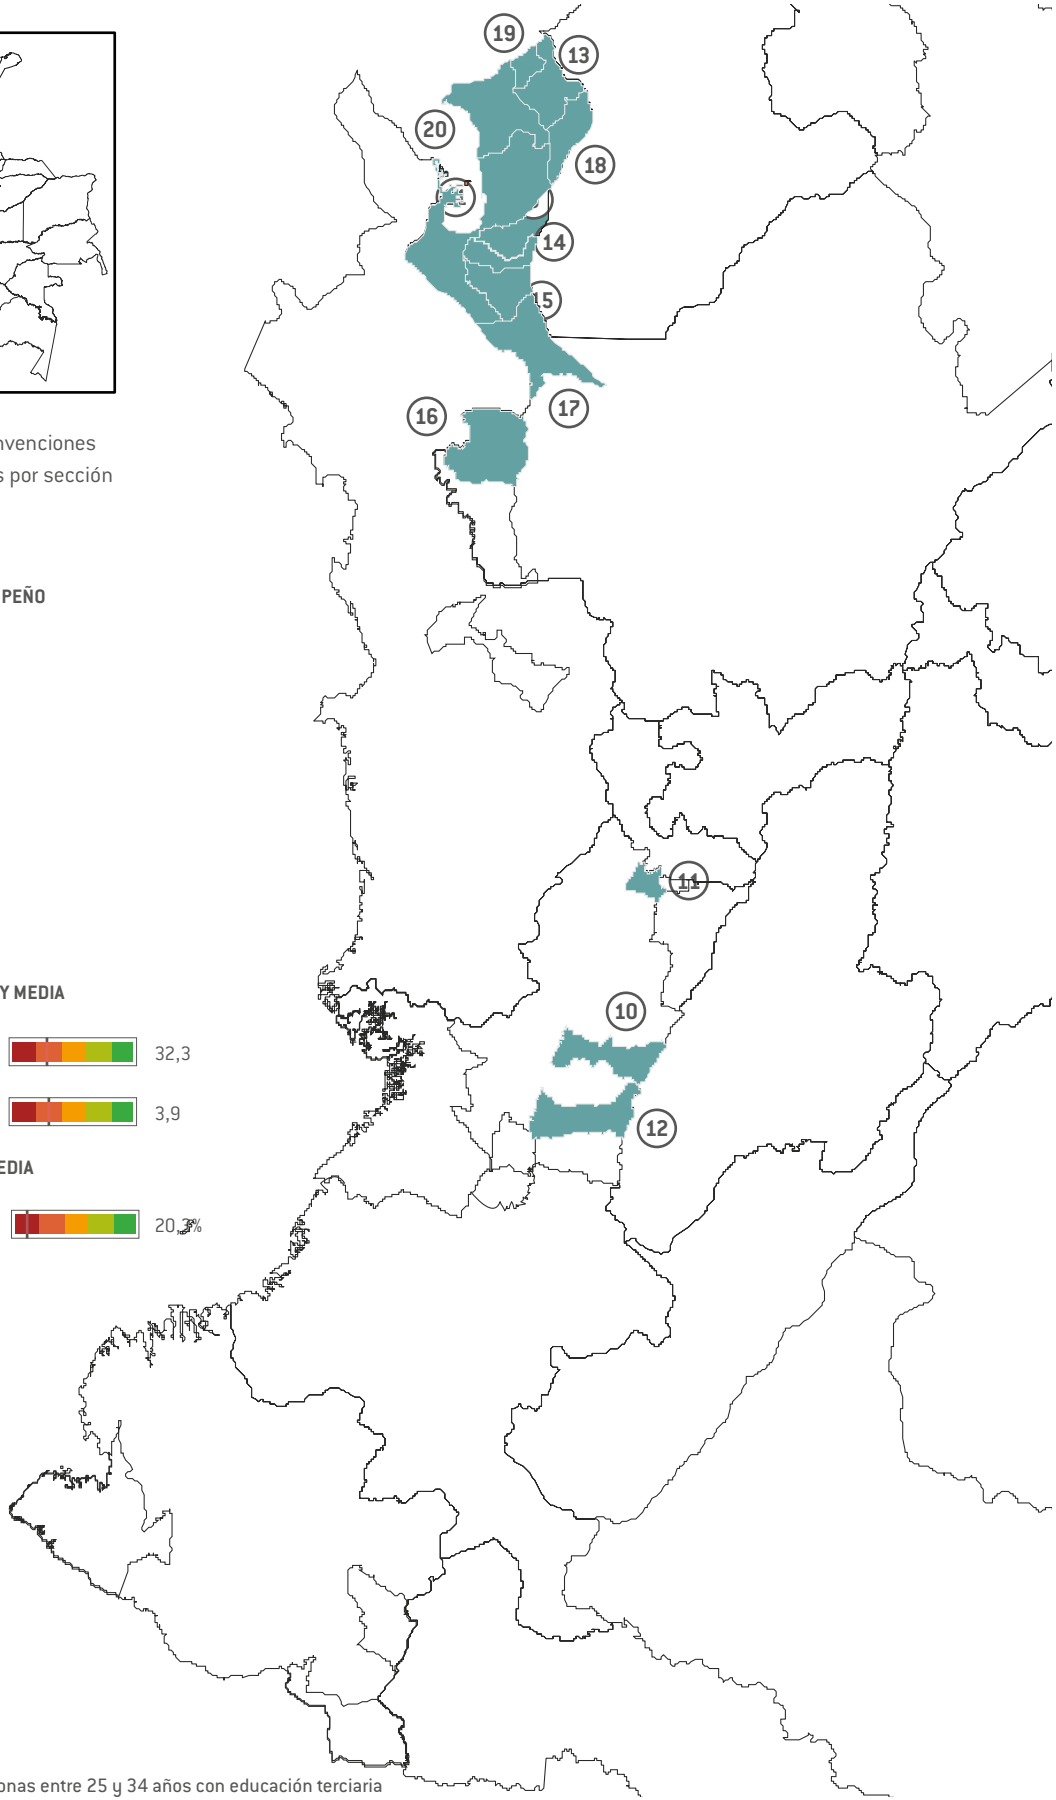 19
13
20
18
14
15
17
16
nvenciones
s por sección
PEÑO
11
Y MEDIA
10
32,3
3,9
12
EDIA
20,3%
onas entre 25 y 34 años con educación terciaria